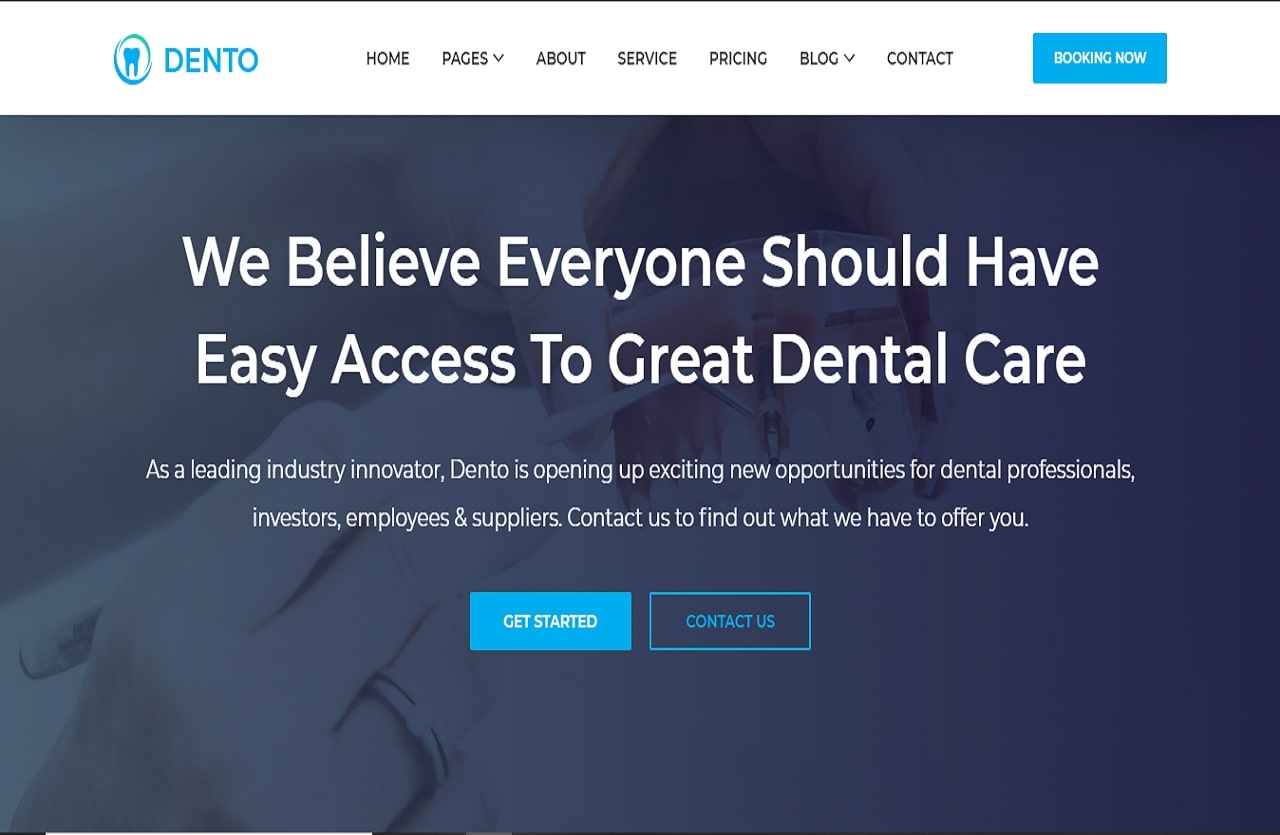 DENTO
HOME PAGES ABOUT SERVICE PRICING BLOG CONTACT
BOOKING NOW
We Believe Everyone Should Have
Easy Access To Great Dental Care
As a leading industry innovator, Dento is opening up exciting new opportunities for dental professionals,
investors, employees & suppliers. Contact us to find out what we have to offer you.
GET STARTED
CONTACT US